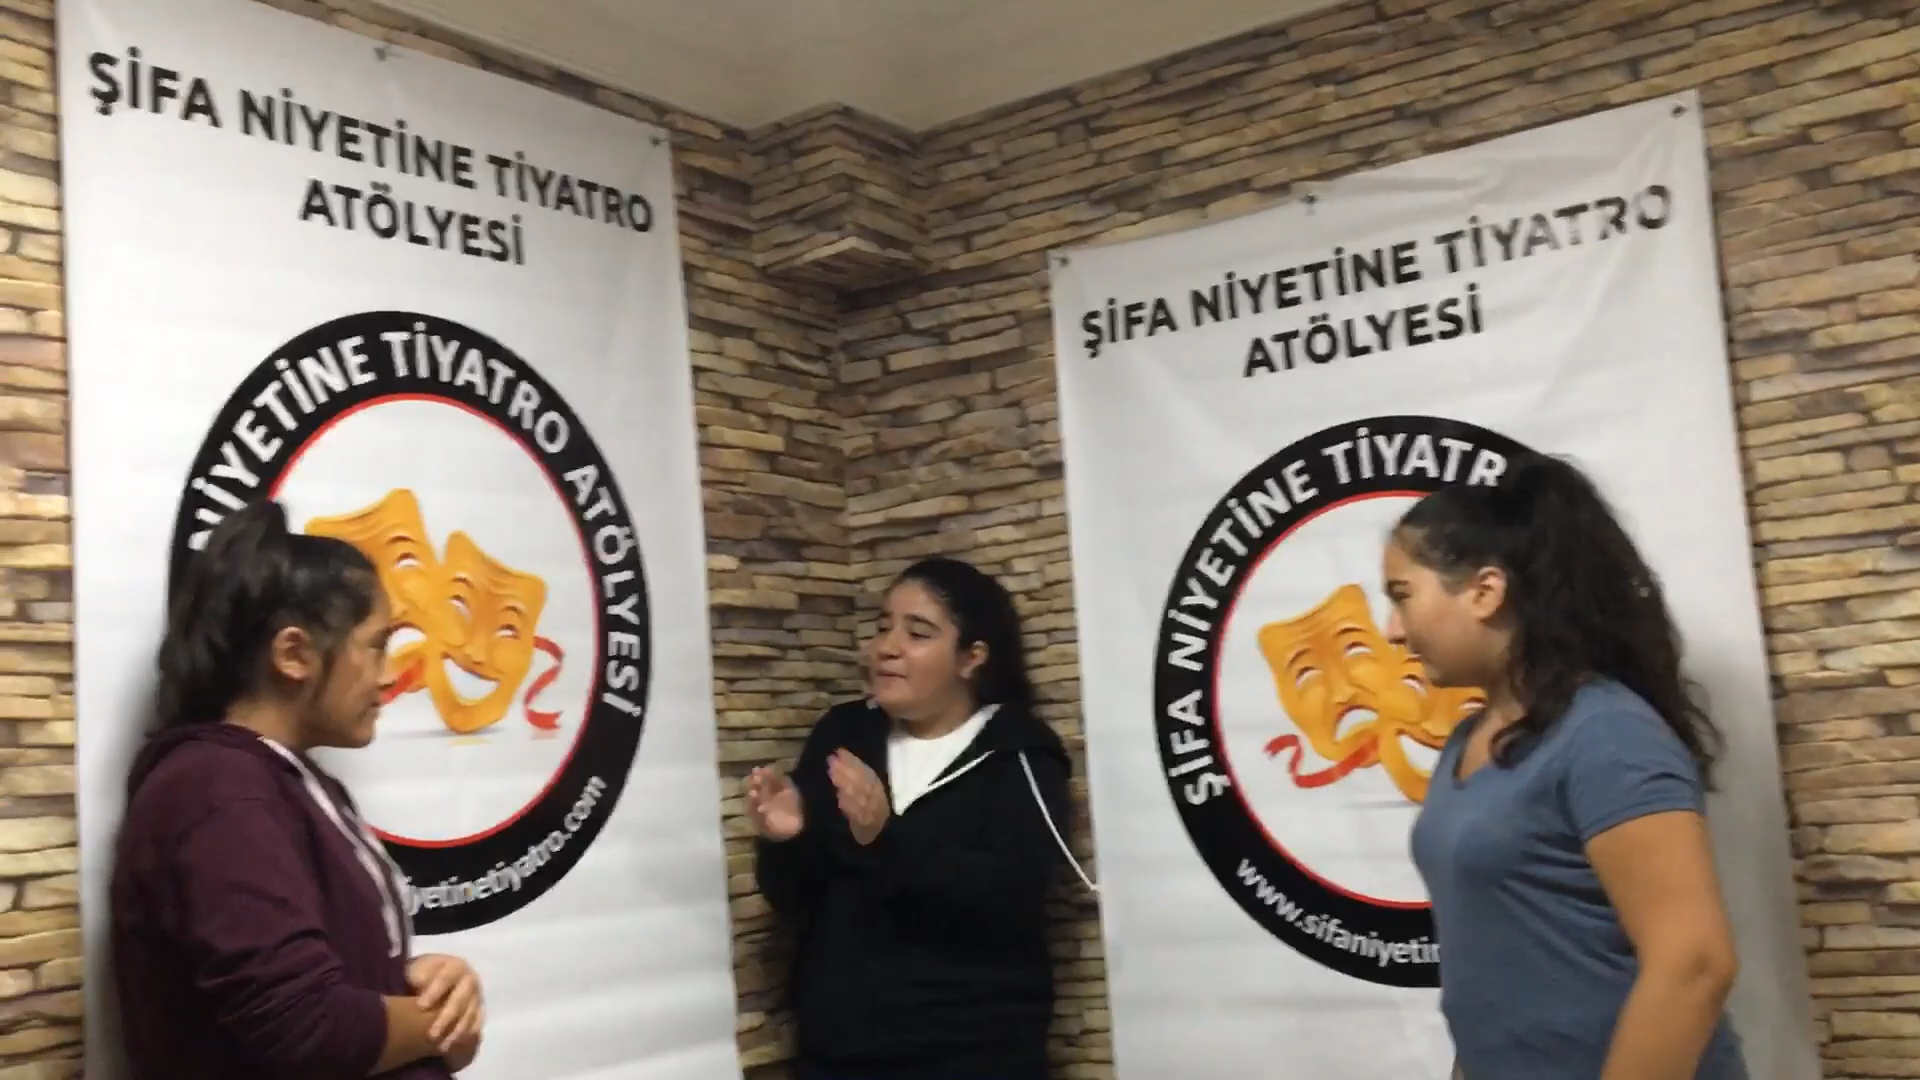 ŞİFA NİYETİNE TİYATRO
ATÖLYESİ
NİYETİNE TİYATRO ATÖLYESİ
iyetinetiyatro.com
ŞİFA NİYETİNE TİYATRO
ATÖLYESİ
ŞİFA NİYETİNE TİYATR
www.sifaniyetin